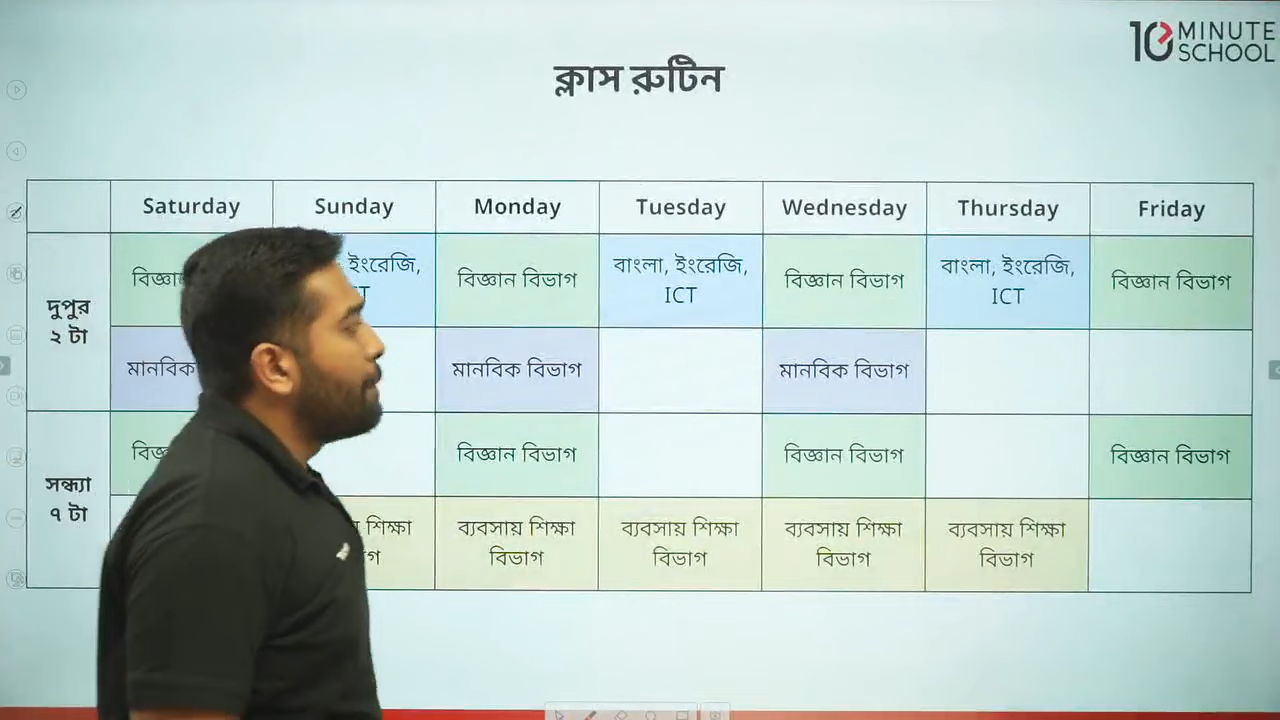 10 MINUTE
SCHOOL
ক্লাস রুটিন
Saturday Sunday Monday Tuesday Wednesday Thursday Friday
দুপুর
২ টা
ইংরেজি, বিজ্ঞান বিভাগ বাংলা, ইংরেজি, বিজ্ঞান বিভাগ বাংলা, ইংরেজি, বিজ্ঞান বিভাগ
ICT ICT
মানবিক মানবিক বিভাগ মানবিক বিভাগ
সন্ধ্যা
৭ টা
বিজ্ঞান বিভাগ বিজ্ঞান বিভাগ বিজ্ঞান বিভাগ
শিক্ষা ব্যবসায় শিক্ষা ব্যবসায় শিক্ষা ব্যবসায় শিক্ষা ব্যবসায় শিক্ষা
বিভাগ বিভাগ বিভাগ বিভাগ